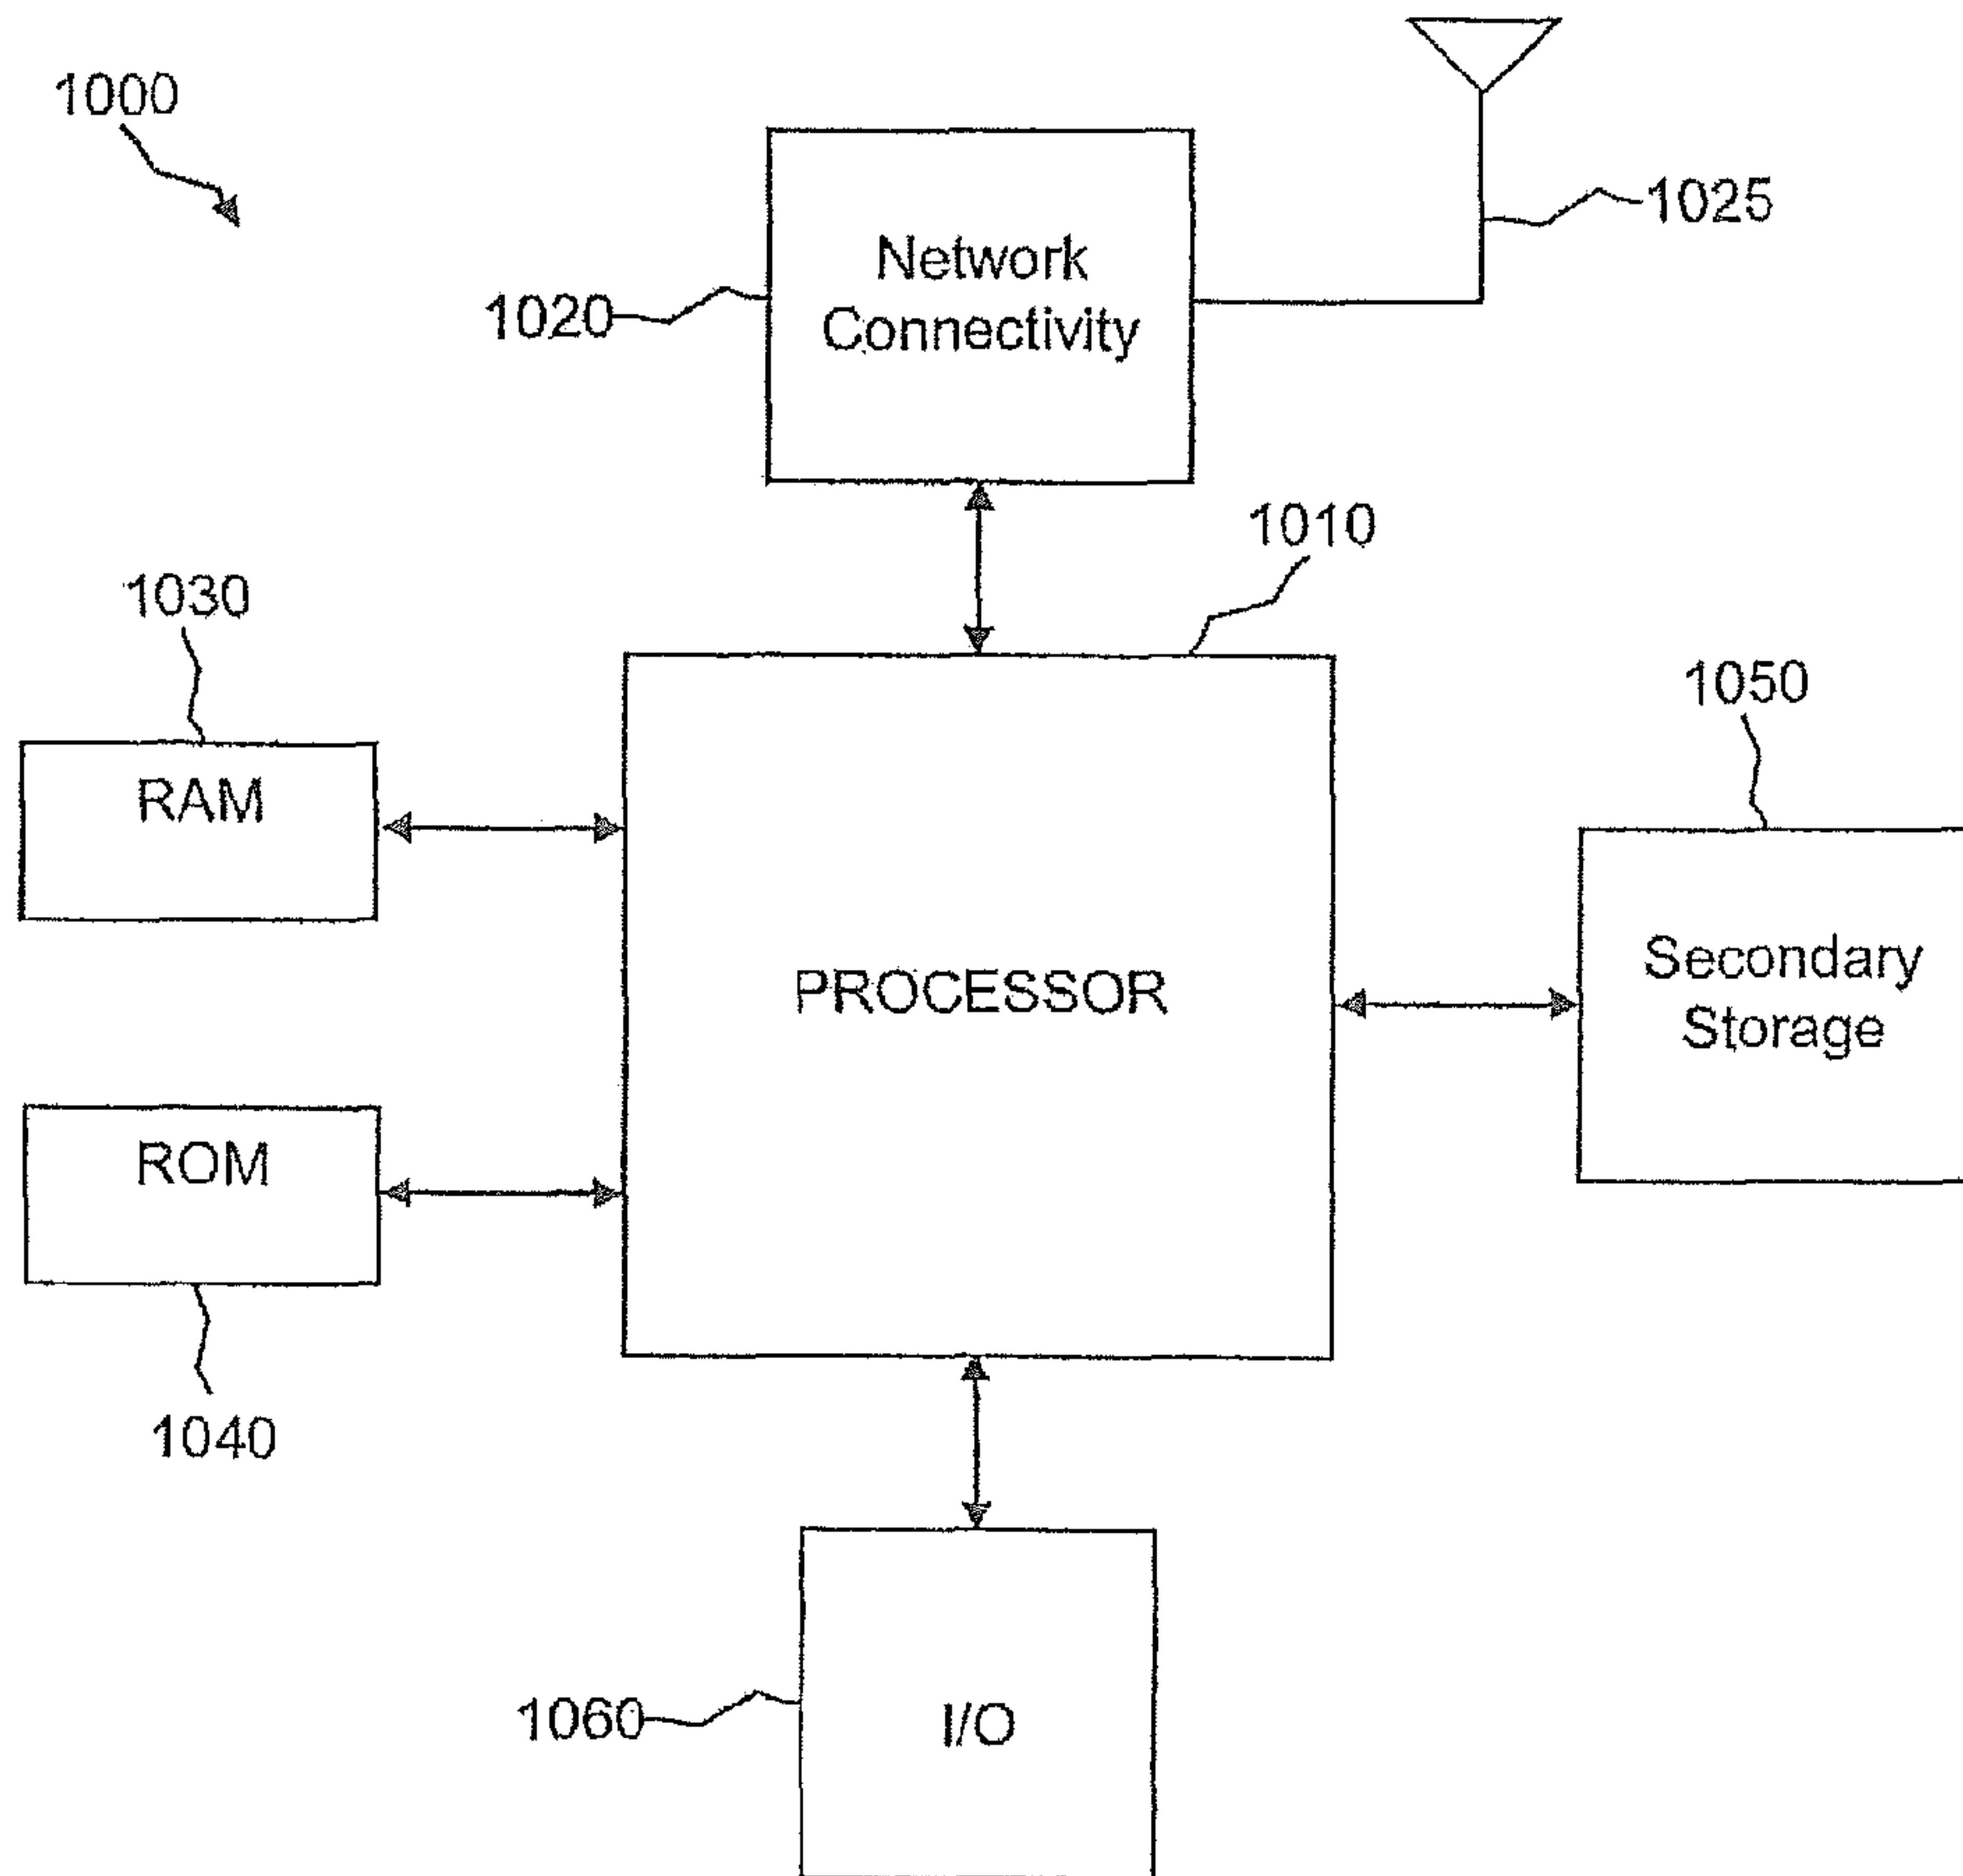 1000
1025
Network
Connectivity
1020
1010
1030
1050
RAM
PROCESSOR
Secondary
Storage
ROM
1040
1060
I/O